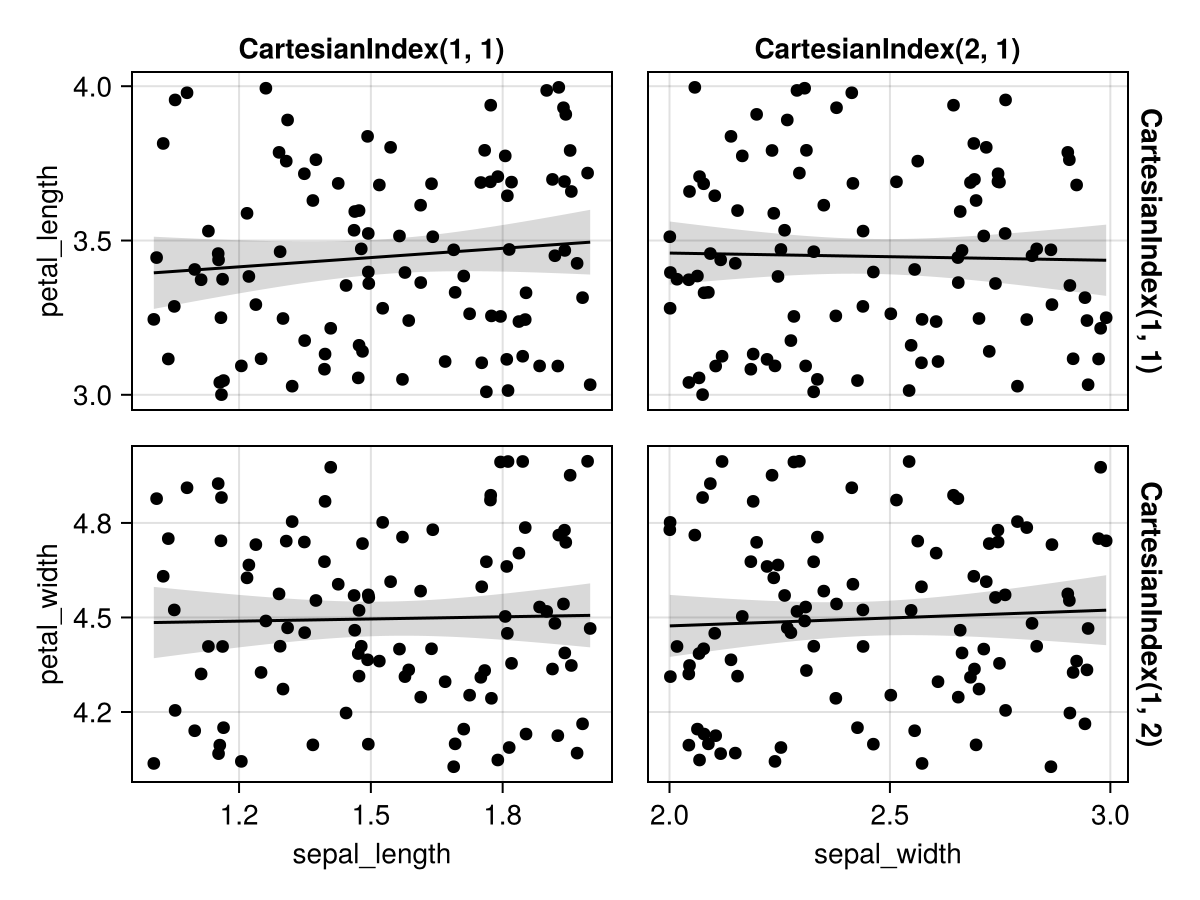 CartesianIndex(1, 1)
CartesianIndex(2, 1)
4.0
3.5
3.0
petal_length
CartesianIndex(1, 1)
4.8
4.5
4.2
petal_width
CartesianIndex(1, 2)
1.2
1.5
1.8
2.0
2.5
3.0
sepal_length
sepal_width